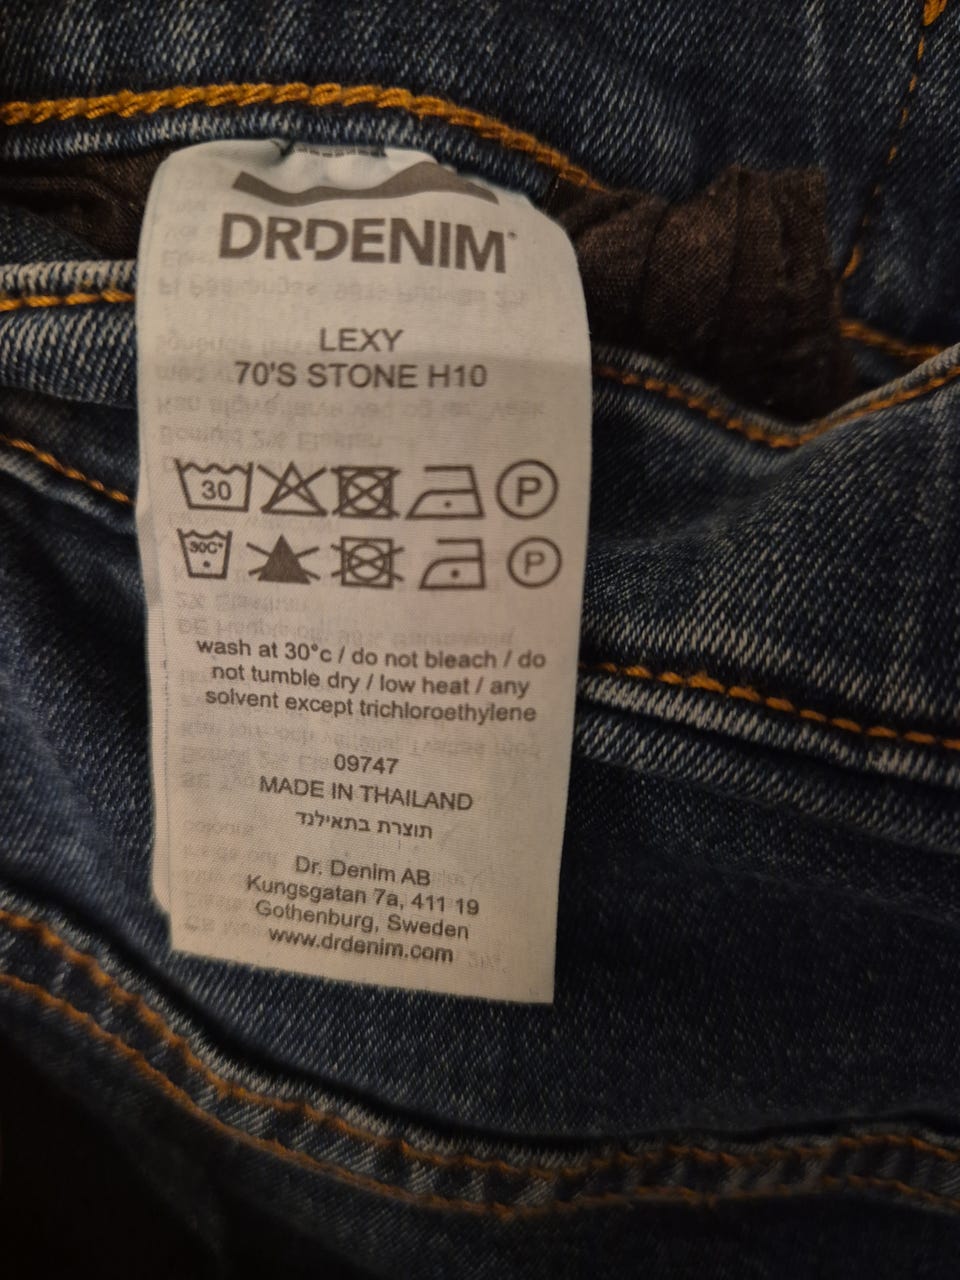 DRDENIM
LEXY
70'S STONE H10
30 P
30C° P
wash at 30°c / do not bleach / do
not tumble dry / low heat / any
solvent except trichloroethylene
09747
MADE IN THAILAND
תוצרת בתאילנד
Dr. Denim AB
Kungsgatan 7a, 411 19
Gothenburg, Sweden
www.drdenim.com